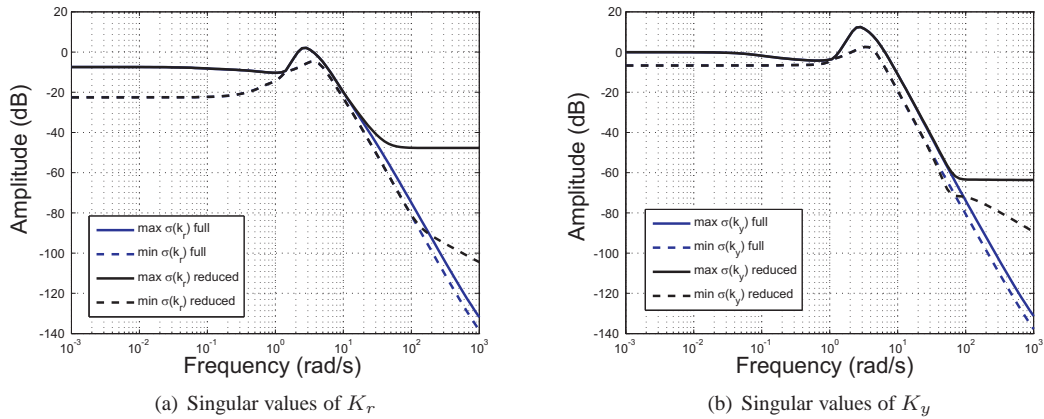 20
0
-20
-40
-60
-80
-100
-120
-140
Amplitude (dB)
max σ(k_r) full
min σ(k_r) full
max σ(k_r) reduced
min σ(k_r) reduced
10^-3 10^-2 10^-1 10^0 10^1 10^2 10^3
Frequency (rad/s)
(a) Singular values of K_r
20
0
-20
-40
-60
-80
-100
-120
-140
Amplitude (dB)
max σ(k_y) full
min σ(k_y) full
max σ(k_y) reduced
min σ(k_y) reduced
10^-3 10^-2 10^-1 10^0 10^1 10^2 10^3
Frequency (rad/s)
(b) Singular values of K_y